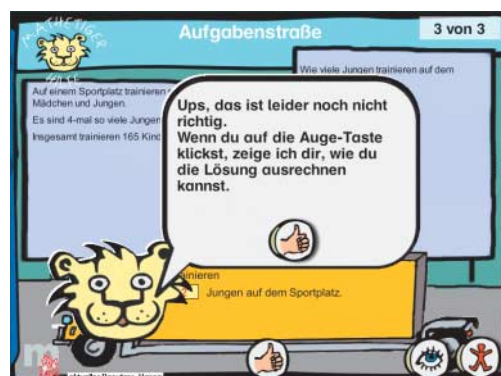 MATHETIGER
HILFE
Aufgabenstraße
3 von 3
Wie viele Jungen trainieren auf dem
Auf einem Sportplatz trainieren
Mädchen und Jungen.
Es sind 4-mal so viele Jungen
Insgesamt trainieren 165
Ups, das ist leider noch nicht
richtig.
Wenn du auf die Auge-Taste
klickst, zeige ich dir, wie du
die Lösung ausrechnen
kannst.
Jungen auf dem Sportplatz.